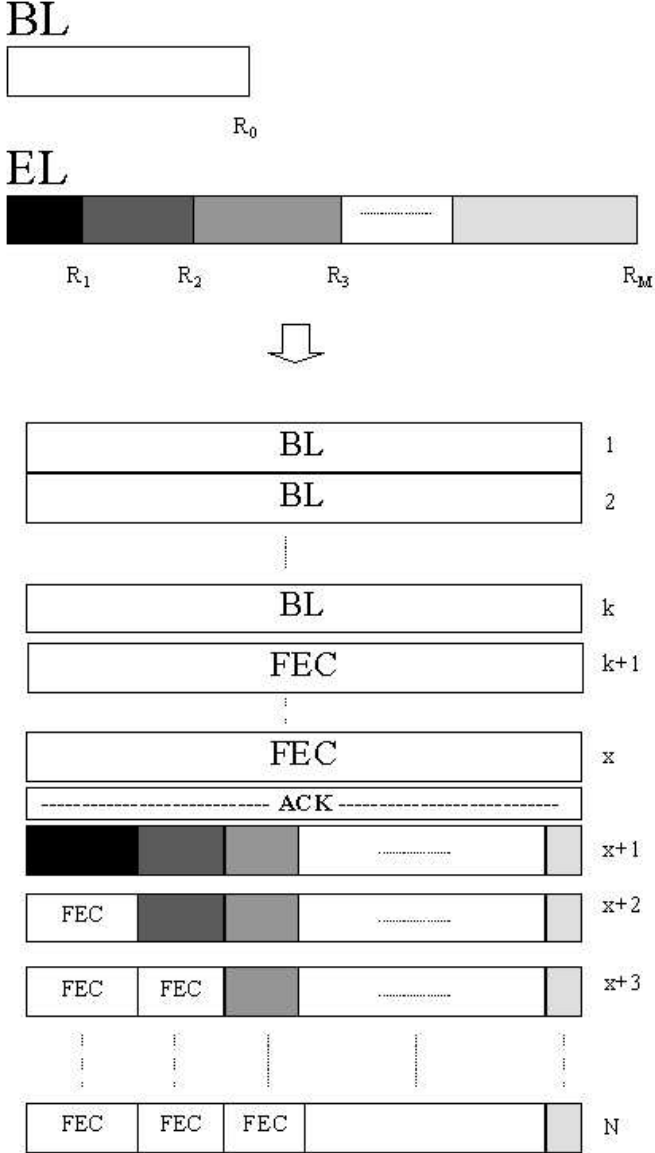 BL
R0
EL
R1 R2 R3 RM
BL 1
BL 2
BL k
FEC k+1
FEC x
ACK
x+1
FEC x+2
FEC FEC x+3
FEC FEC FEC N